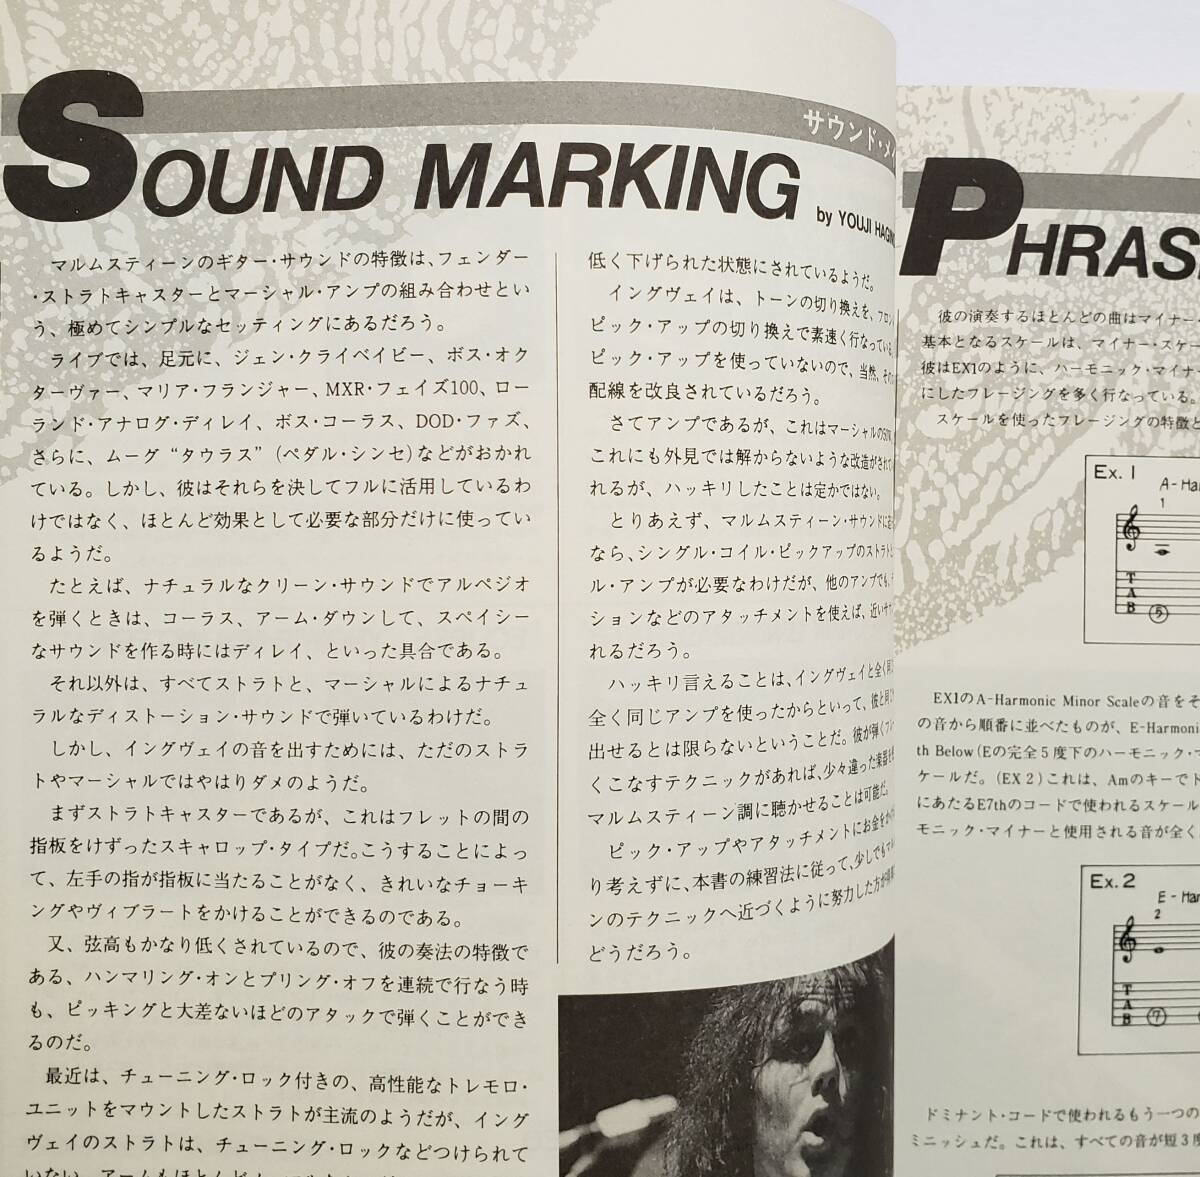 サウンド・メ
SOUND MARKING
by YOUJI HAGIN
マルムスティーンのギター・サウンドの特徴は、フェンダー
・ストラトキャスターとマーシャル・アンプの組み合わせとい
う、極めてシンプルなセッティングにあるだろう。
ライブでは、足元に、ジェン・クライベイビー、ボス・オク
ターヴァー、マリア・フランジャー、MXR・フェイズ100、ロー
ランド・アナログ・ディレイ、ボス・コーラス、DOD・ファズ、
さらに、ムーグ“タウラス”(ペダル・シンセ)などがおかれ
ている。しかし、彼はそれらを決してフルに活用しているわ
けではなく、ほとんど効果として必要な部分だけに使ってい
るようだ。
たとえば、ナチュラルなクリーン・サウンドでアルペジオ
を弾くときは、コーラス、アーム・ダウンして、スペイシー
なサウンドを作る時にはディレイ、といった具合である。
それ以外は、すべてストラトと、マーシャルによるナチュ
ラルなディストーション・サウンドで弾いているわけだ。
しかし、イングヴェイの音を出すためには、ただのストラ
トやマーシャルではやはりダメのようだ。
まずストラトキャスターであるが、これはフレットの間の
指板をけずったスキャロップ・タイプだ。こうすることによっ
て、左手の指が指板に当たることがなく、きれいなチョーキ
ングやヴィブラートをかけることができるのである。
又、弦高もかなり低くされているので、彼の奏法の特徴で
ある、ハンマリング・オンとプリング・オフを連続で行なう時
も、ピッキングと大差ないほどのアタックで弾くことができ
るのだ。
最近は、チューニング・ロック付きの、高性能なトレモロ・
ユニットをマウントしたストラトが主流のようだが、イング
ヴェイのストラトは、チューニング・ロックなどつけられて
いない。アームもほとんど
低く下げられた状態にされているようだ。
イングヴェイは、トーンの切り換えを、フロン
ピック・アップの切り換えで素速く行なっている。
ピック・アップを使っていないので、当然、その
配線を改良されているだろう。
さてアンプであるが、これはマーシャルの50W、
これにも外見では解からないような改造がされて
れるが、ハッキリしたことは定かではない。
とりあえず、マルムスティーン・サウンドに近
なら、シングル・コイル・ピックアップのストラトと
ル・アンプが必要なわけだが、他のアンプでも、
ションなどのアタッチメントを使えば、近いサウ
れるだろう。
ハッキリ言えることは、イングヴェイと全く同じ
全く同じアンプを使ったからといって、彼と同じ
出せるとは限らないということだ。彼が弾くフレー
くこなすテクニックがあれば、少々違った楽器を
マルムスティーン調に聴かせることは可能だ。
ピック・アップやアタッチメントにお金をか
り考えずに、本書の練習法に従って、少しでもマル
ンのテクニックへ近づくように努力した方が
どうだろう。
PHRAS
彼の演奏するほとんどの曲はマイナー・
基本となるスケールは、マイナー・スケー
彼はEX1のように、ハーモニック・マイナー
にしたフレージングを多く行なっている。
スケールを使ったフレージングの特徴と
Ex. 1
A-Har
1
T
A
B
⑤
EX1のA-Harmonic Minor Scaleの音をそ
の音から順番に並べたものが、E-Harmoni
th Below(Eの完全5度下のハーモニック・マ
ケールだ。(EX 2)これは、Amのキーでド
にあたるE7thのコードで使われるスケール
モニック・マイナーと使用される音が全く
Ex. 2
E-Har
2
T
A
B
⑦
ドミナント・コードで使われるもう一つの
ミニッシュだ。これは、すべての音が短3度